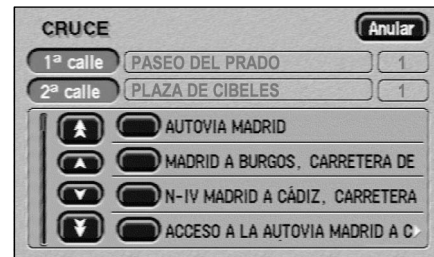 CRUCE Anular
1ª calle PASEO DEL PRADO 1
2ª calle PLAZA DE CIBELES 1
AUTOVIA MADRID
MADRID A BURGOS, CARRETERA DE
N-IV MADRID A CÁDIZ, CARRETERA
ACCESO A LA AUTOVIA MADRID A C